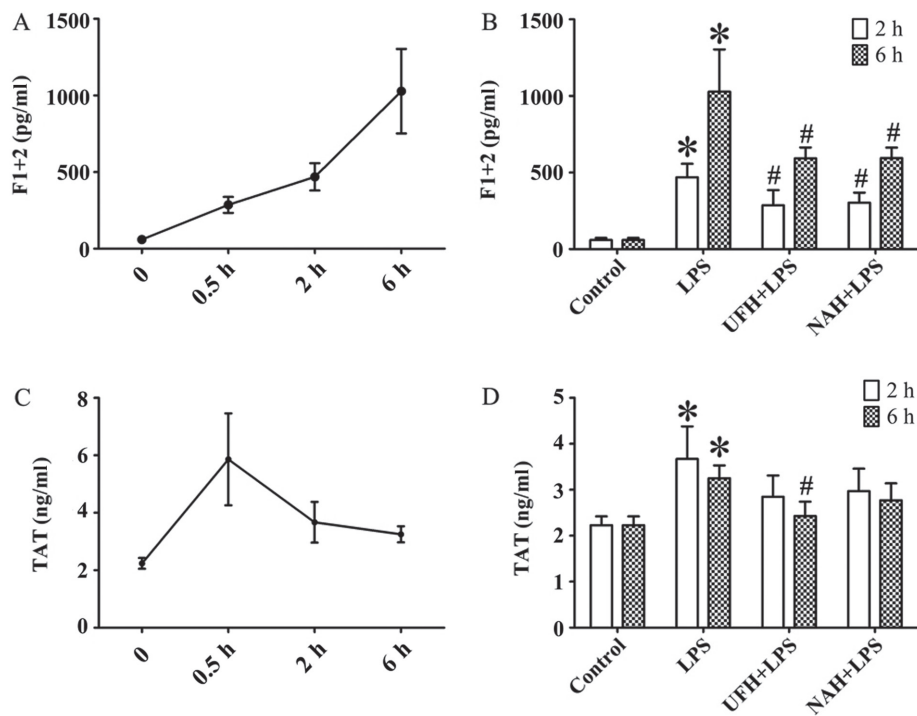 A
F1+2 (pg/ml)
1500
1000
500
0
0
0.5 h
2 h
6 h
B
F1+2 (pg/ml)
1500
1000
500
0
2 h
6 h
*
*
#
#
#
#
Control
LPS
UFH+LPS
NAH+LPS
C
TAT (ng/ml)
8
6
4
2
0
0
0.5 h
2 h
6 h
D
TAT (ng/ml)
5
4
3
2
1
0
2 h
6 h
*
*
#
Control
LPS
UFH+LPS
NAH+LPS